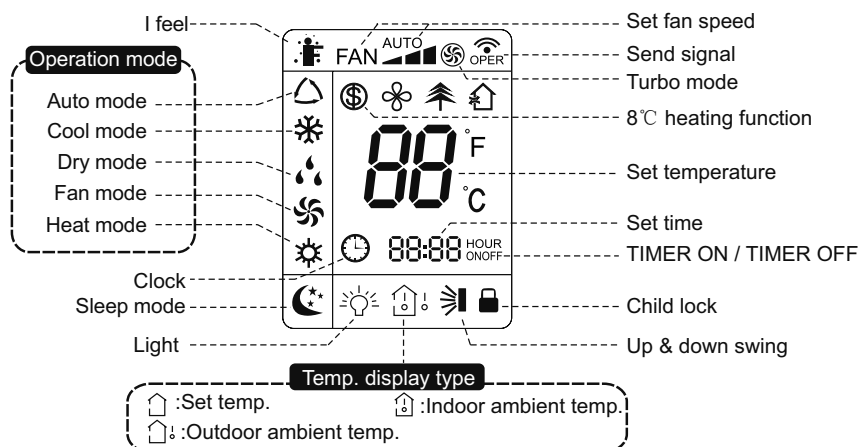 I feel
Operation mode
Auto mode
Cool mode
Dry mode
Fan mode
Heat mode
Clock
Sleep mode
Light
FAN AUTO OPER
88 °F
°C
88:88 HOUR
ONOFF
Set fan speed
Send signal
Turbo mode
8℃ heating function
Set temperature
Set time
TIMER ON / TIMER OFF
Child lock
Up & down swing
Temp. display type
:Set temp. :Indoor ambient temp.
:Outdoor ambient temp.